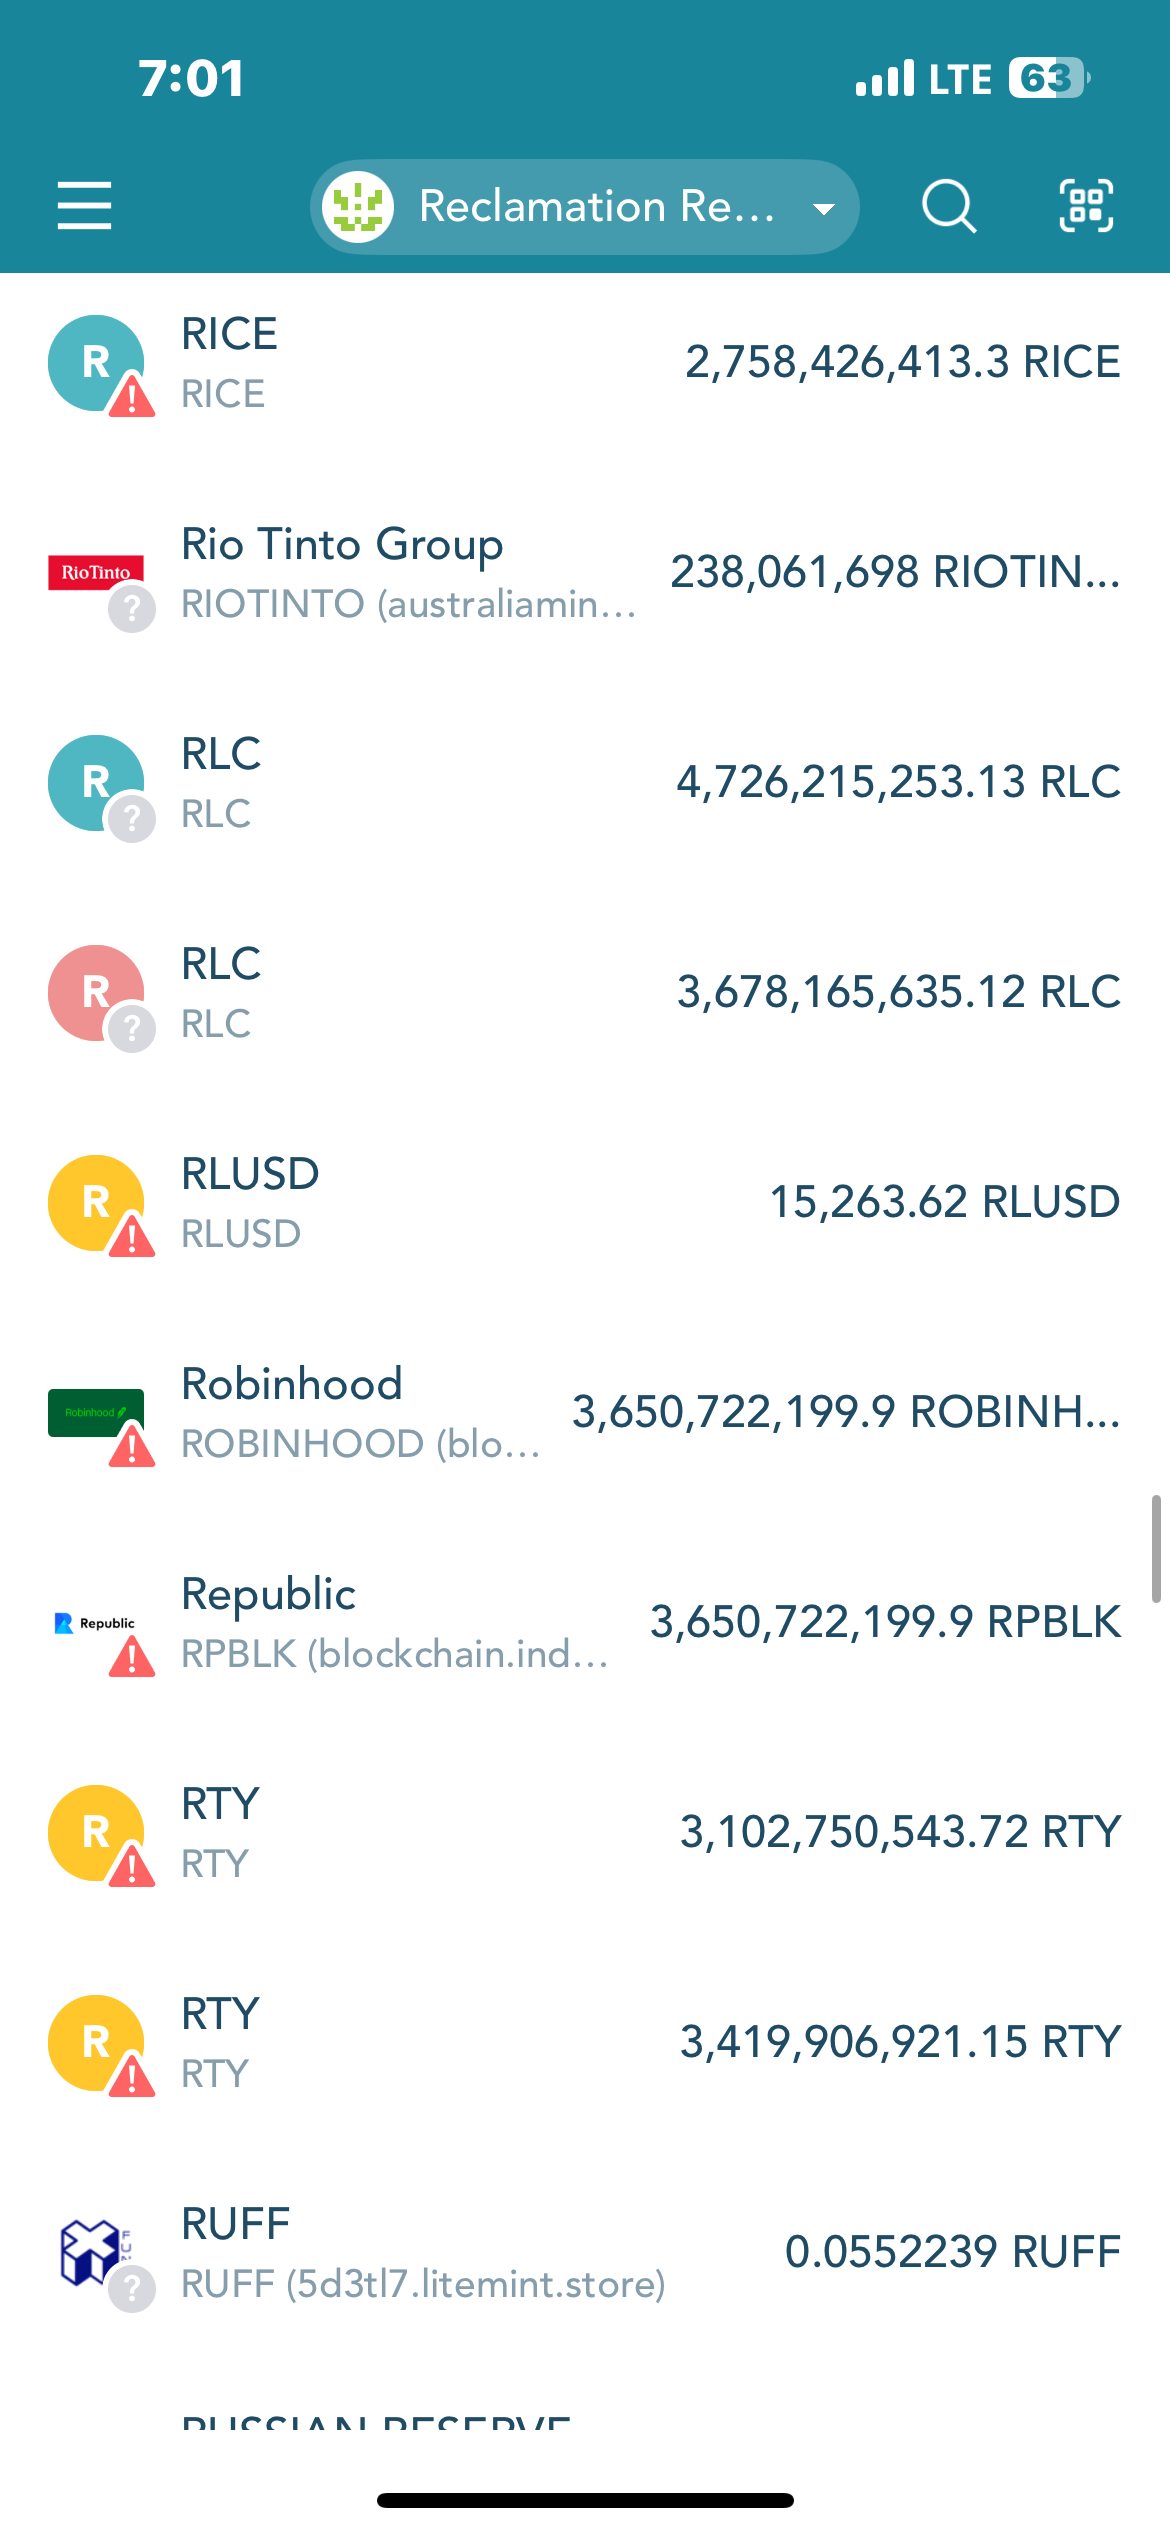 7:01
LTE 63
Reclamation Re...
R
RICE
2,758,426,413.3 RICE
RICE
RioTinto
Rio Tinto Group
238,061,698 RIOTIN...
RIOTINTO (australiamin...
R
RLC
4,726,215,253.13 RLC
RLC
R
RLC
3,678,165,635.12 RLC
RLC
R
RLUSD
15,263.62 RLUSD
RLUSD
Robinhood
Robinhood
3,650,722,199.9 ROBINH...
ROBINHOOD (blo...
Republic
Republic
3,650,722,199.9 RPBLK
RPBLK (blockchain.ind...
R
RTY
3,102,750,543.72 RTY
RTY
R
RTY
3,419,906,921.15 RTY
RTY
RUFF
0.0552239 RUFF
RUFF (5d3tl7.litemint.store)
RUSSIAN RESERVE